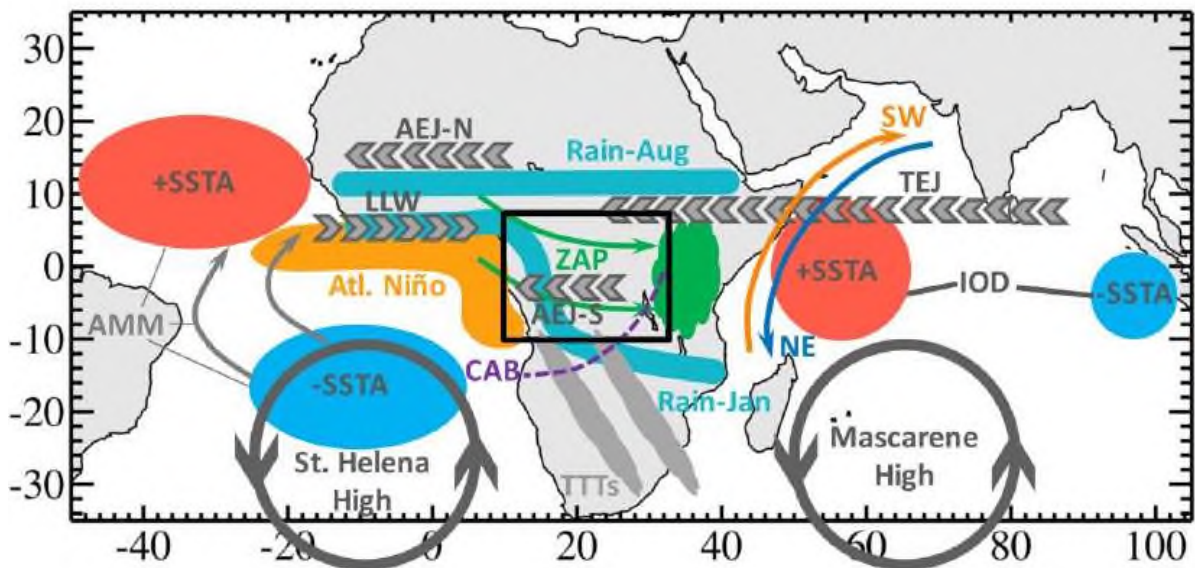 30
20
10
0
-10
-20
-30
AEJ-N
Rain-Aug
SW
+SSTA
LLW
TEJ
ZAP
Atl. Niño
+SSTA
IOD
-SSTA
AEJ-S
AMM
NE
CAB
-SSTA
Rain-Jan
St. Helena
High
Mascarene
High
TTTs
-40 -20 0 20 40 60 80 100